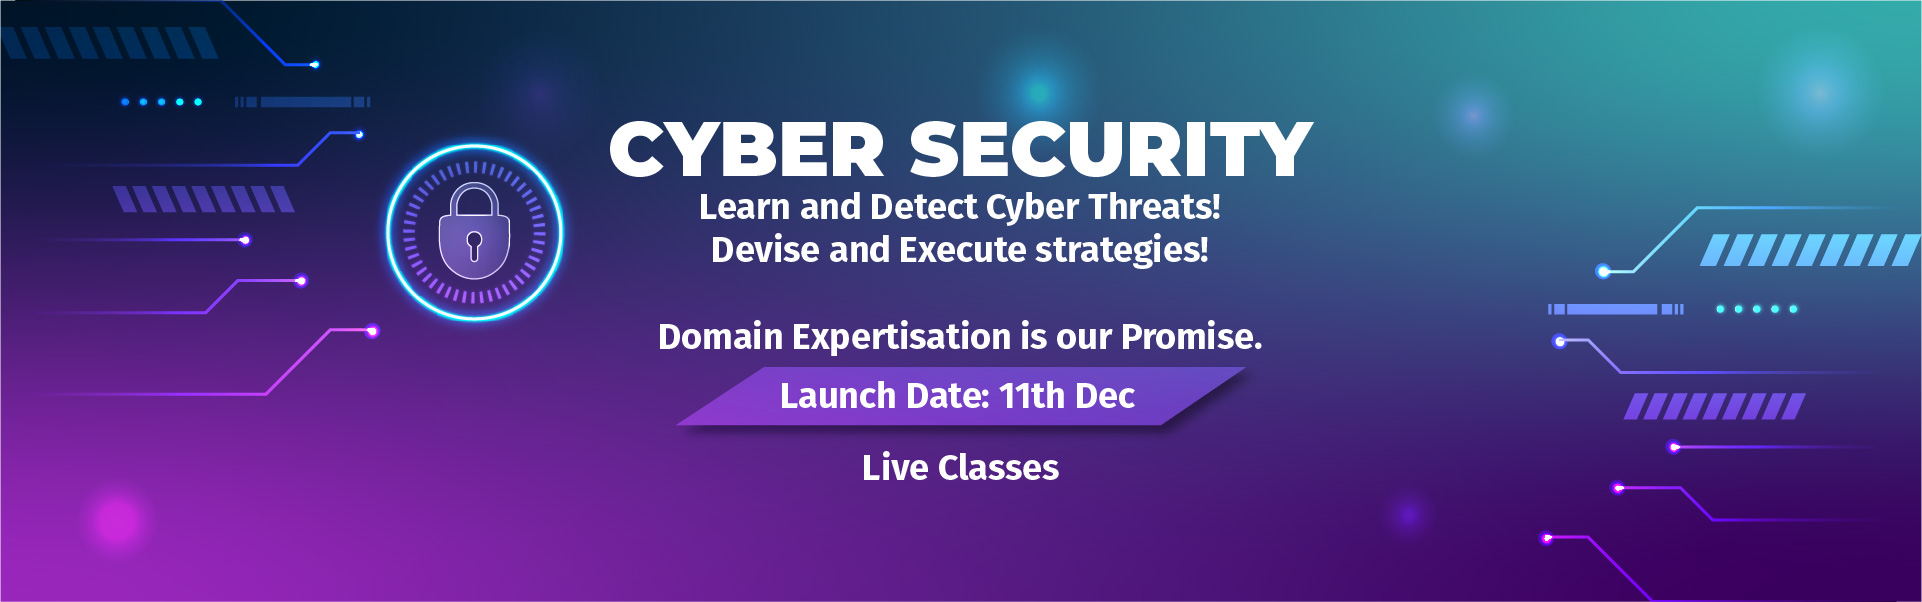 CYBER SECURITY
Learn and Detect Cyber Threats!
Devise and Execute strategies!
Domain Expertisation is our Promise.
Launch Date: 11th Dec
Live Classes